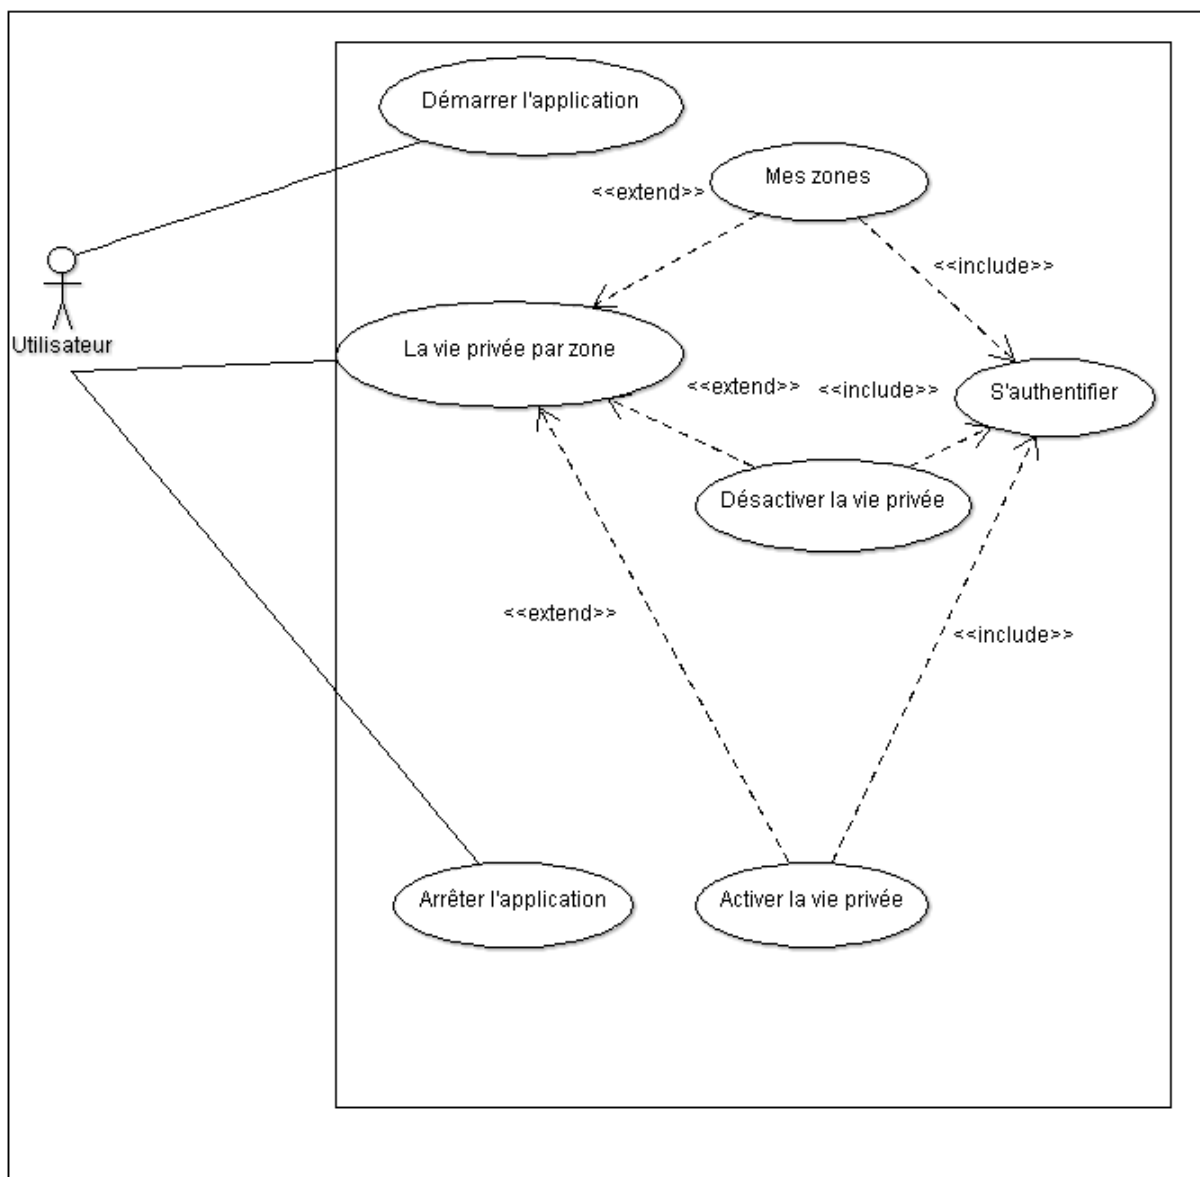 Démarrer l'application
Mes zones
<<extend>>
<<include>>
Utilisateur
La vie privée par zone
<<extend>>
<<include>>
S'authentifier
Désactiver la vie privée
<<extend>>
<<include>>
Arrêter l'application
Activer la vie privée